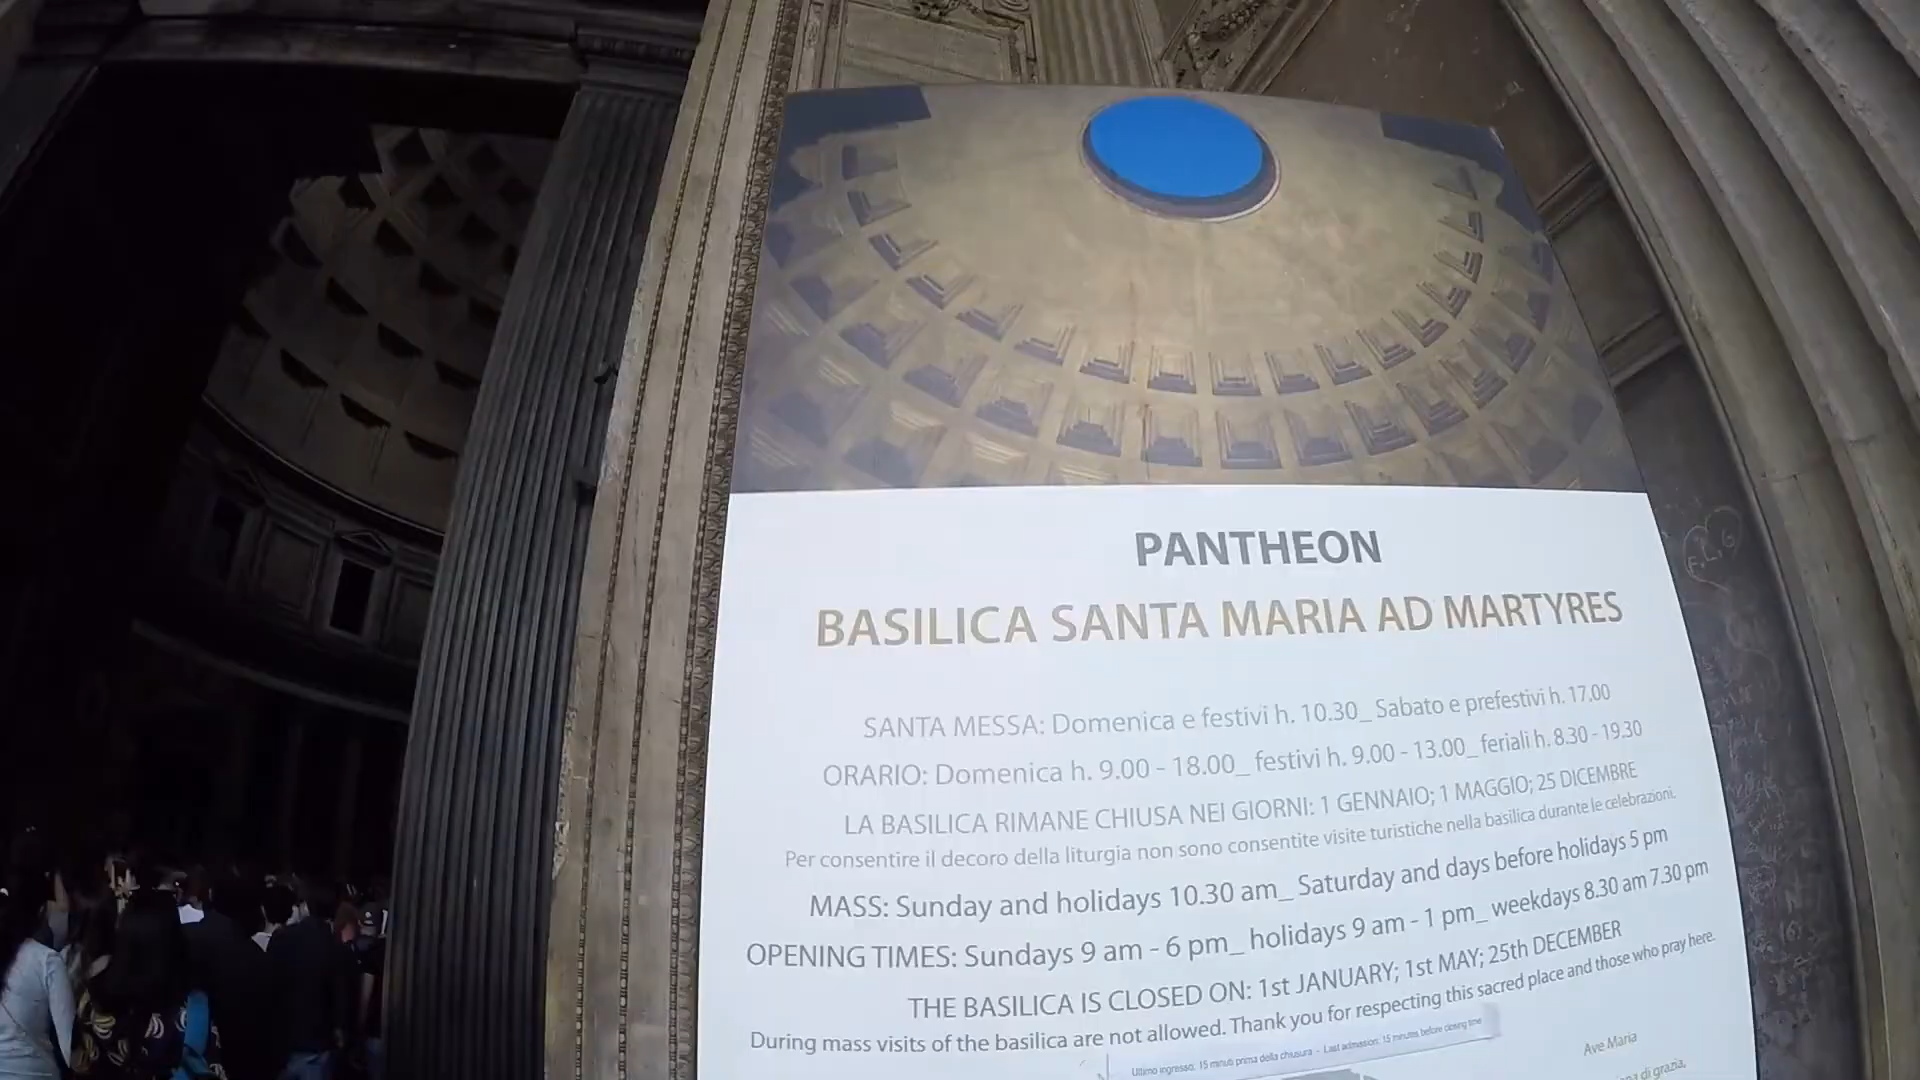 PANTHEON
BASILICA SANTA MARIA AD MARTYRES
SANTA MESSA: Domenica e festivi h. 10.30_ Sabato e prefestivi h. 17.00
ORARIO: Domenica h. 9.00 - 18.00_ festivi h. 9.00 - 13.00_ feriali h. 8.30 - 19.30
LA BASILICA RIMANE CHIUSA NEI GIORNI: 1 GENNAIO; 1 MAGGIO; 25 DICEMBRE
Per consentire il decoro della liturgia non sono consentite visite turistiche nella basilica durante le celebrazioni.
MASS: Sunday and holidays 10.30 am_ Saturday and days before holidays 5 pm
OPENING TIMES: Sundays 9 am - 6 pm_ holidays 9 am - 1 pm_ weekdays 8.30 am 7.30 pm
THE BASILICA IS CLOSED ON: 1st JANUARY; 1st MAY; 25th DECEMBER
During mass visits of the basilica are not allowed. Thank you for respecting this sacred place and those who pray here.
Ultimo ingresso: 15 minuti prima della chiusura - Last admission: 15 minutes before closing time
Ave Maria
di grazia,
F.L.G